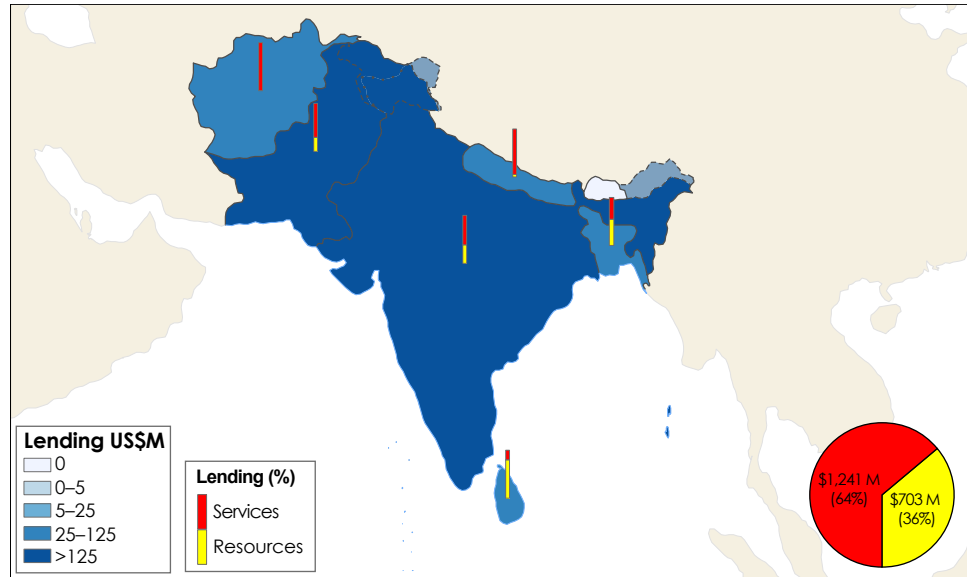 Lending US$M
0
0–5
5–25
25–125
>125
Lending (%)
Services
Resources
$1,241 M
(64%)
$703 M
(36%)